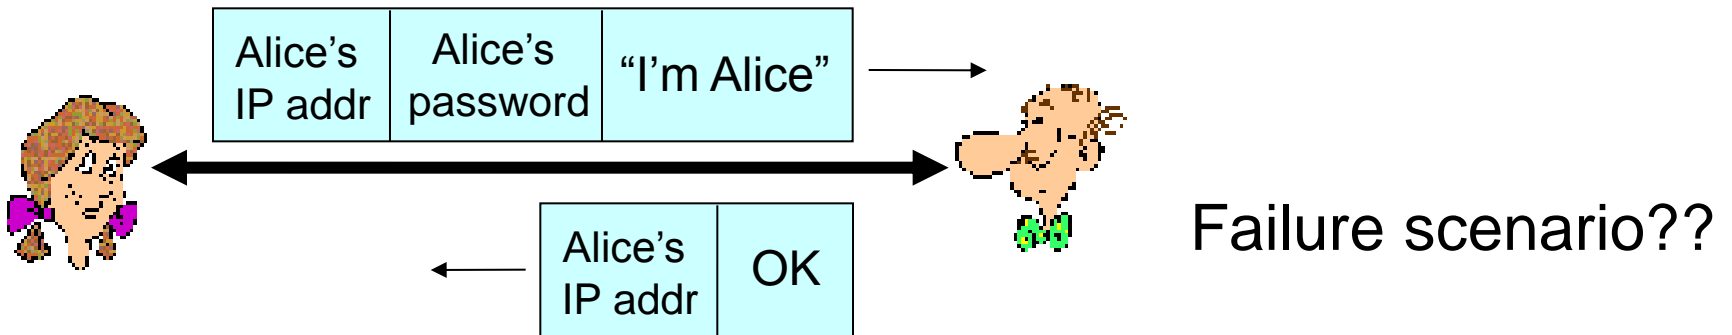 Alice’s
IP addr
Alice’s
password
“I’m Alice”
Alice’s
IP addr
OK
Failure scenario??